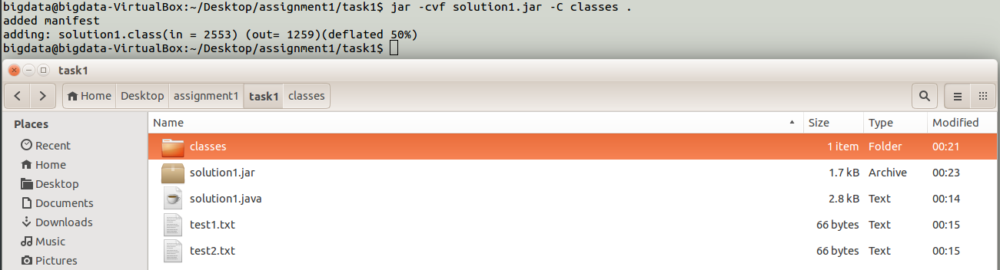 bigdata@bigdata-VirtualBox:~/Desktop/assignment1/task1$ jar -cvf solution1.jar -C classes .
added manifest
adding: solution1.class(in = 2553) (out= 1259)(deflated 50%)
bigdata@bigdata-VirtualBox:~/Desktop/assignment1/task1$
task1
Home Desktop assignment1 task1 classes
Places
Recent
Home
Desktop
Documents
Downloads
Music
Pictures
Name Size Type Modified
classes 1 item Folder 00:21
solution1.jar 1.7 kB Archive 00:23
solution1.java 2.8 kB Text 00:14
test1.txt 66 bytes Text 00:15
test2.txt 66 bytes Text 00:15